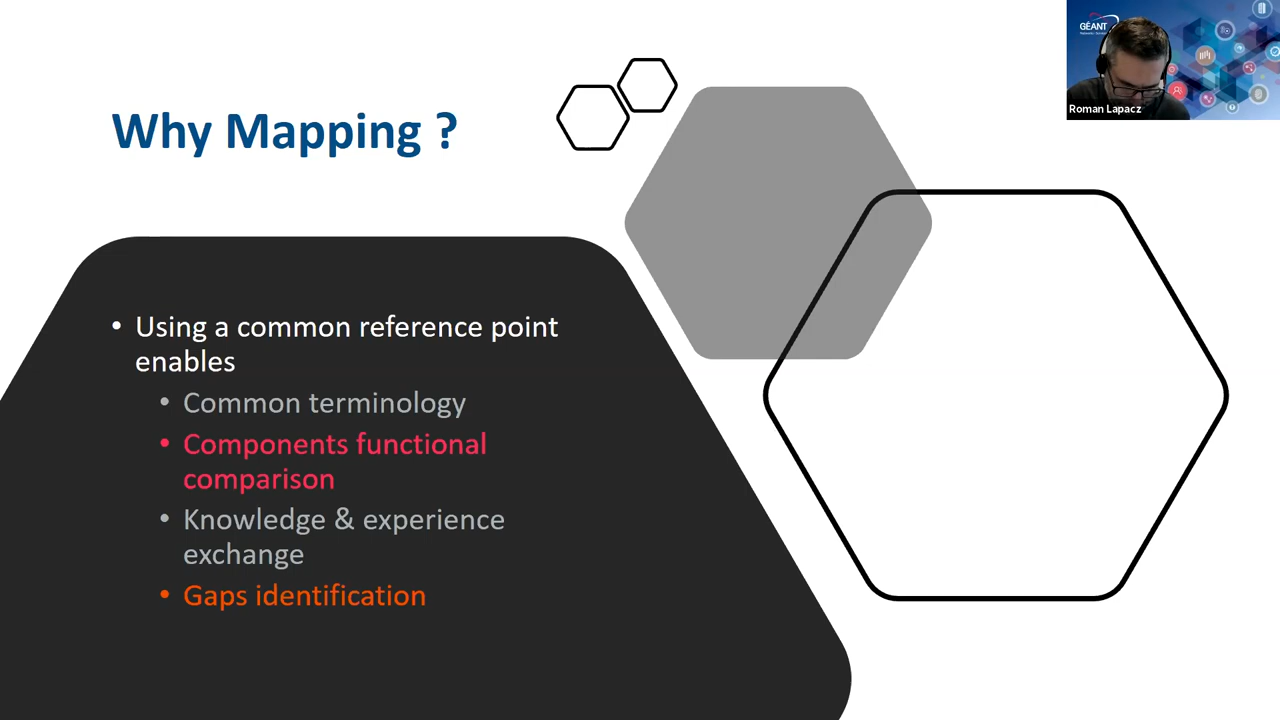 Why Mapping ?
• Using a common reference point
enables
• Common terminology
• Components functional
comparison
• Knowledge & experience
exchange
• Gaps identification
GÉANT
Roman Lapacz